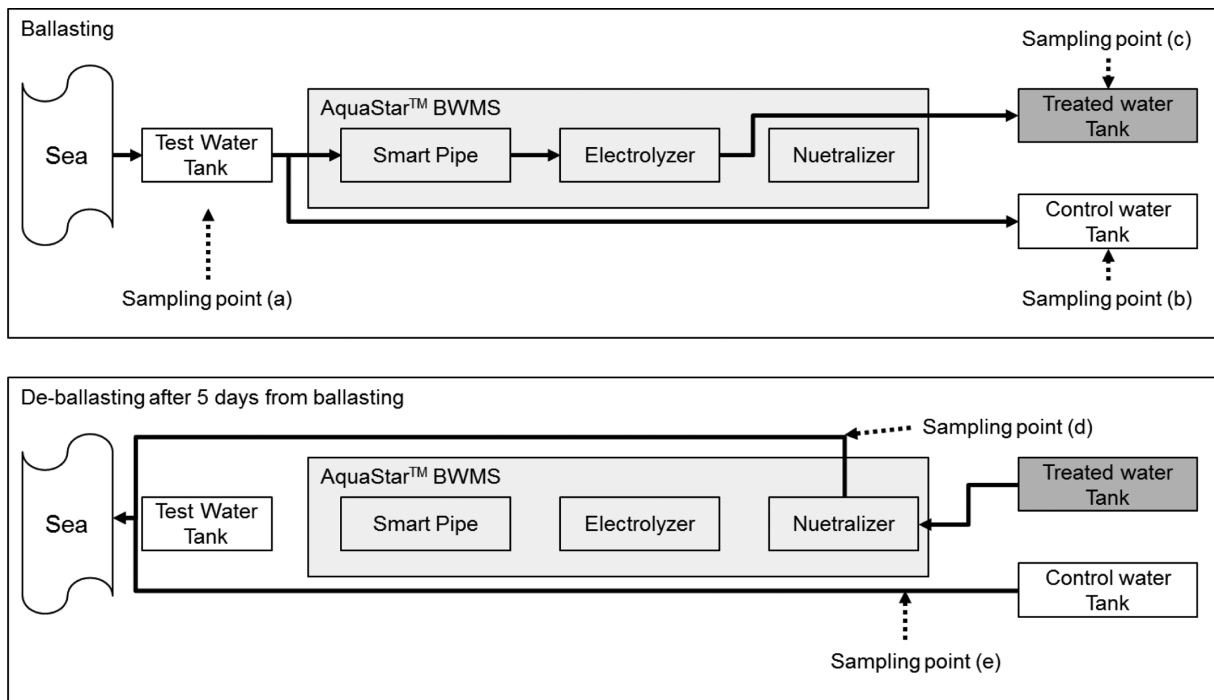 Ballasting
Sampling point (c)
AquaStar™ BWMS
Treated water
Tank
Sea
Test Water
Tank
Smart Pipe
Electrolyzer
Nuetralizer
Control water
Tank
Sampling point (a)
Sampling point (b)
De-ballasting after 5 days from ballasting
Sampling point (d)
AquaStar™ BWMS
Treated water
Tank
Sea
Test Water
Tank
Smart Pipe
Electrolyzer
Nuetralizer
Control water
Tank
Sampling point (e)